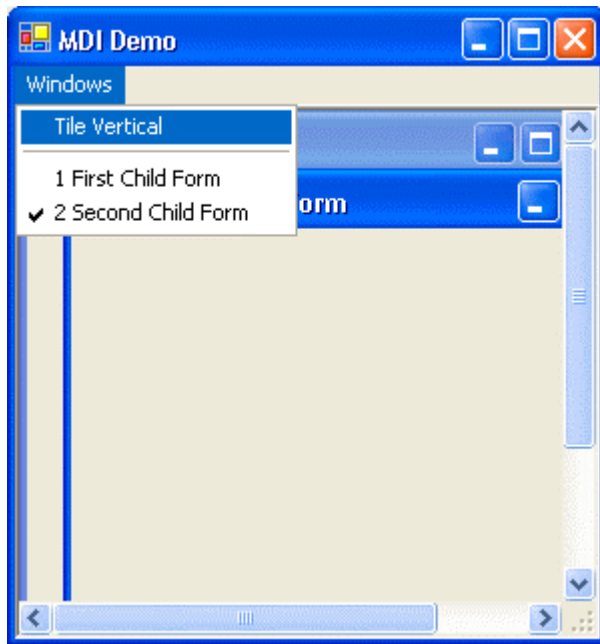 MDI Demo
Windows
Tile Vertical
1 First Child Form
2 Second Child Form
orm